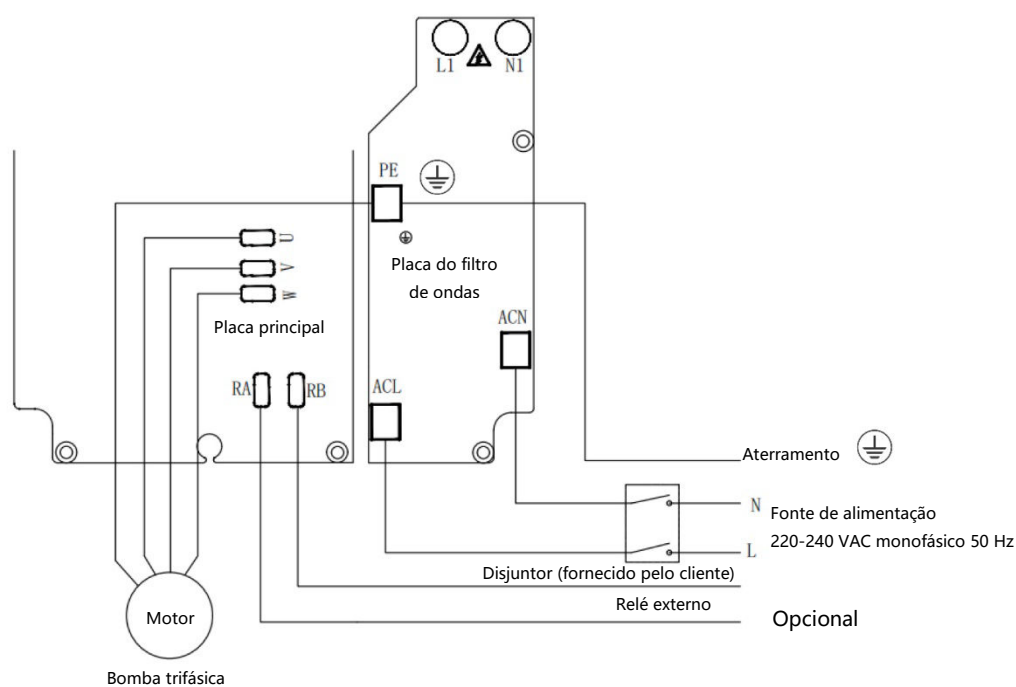 L1
N1
PE
U
V
W
Placa do filtro
de ondas
Placa principal
ACN
RA
RB
ACL
Aterramento
N
Fonte de alimentação
220-240 VAC monofásico 50 Hz
L
Disjuntor (fornecido pelo cliente)
Relé externo
Opcional
Motor
Bomba trifásica